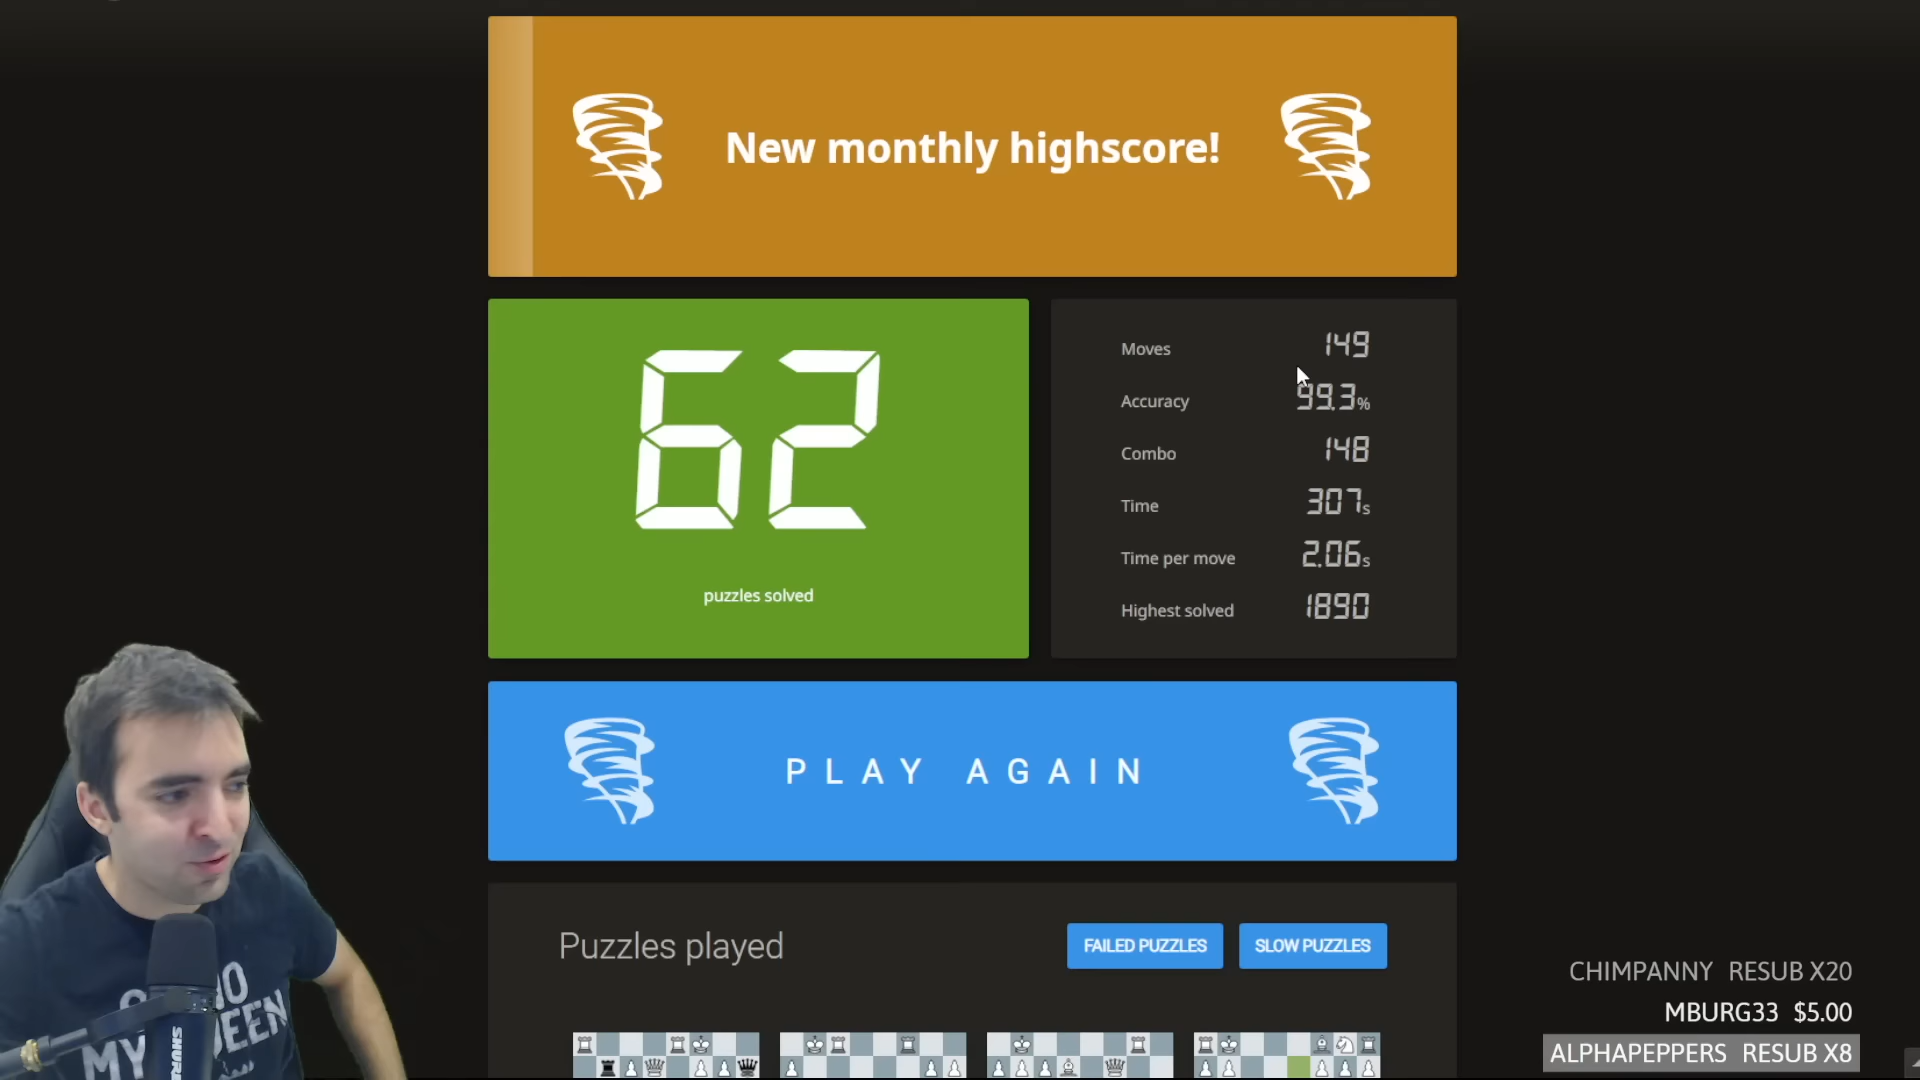 New monthly highscore!
62
puzzles solved
Moves 149
Accuracy 99.3%
Combo 148
Time 307s
Time per move 2.06s
Highest solved 1890
PLAY AGAIN
Puzzles played
FAILED PUZZLES
SLOW PUZZLES
MY
SHURE
CHIMPANNY RESUB X20
MBURG33 $5.00
ALPHAPEPPERS RESUB X8